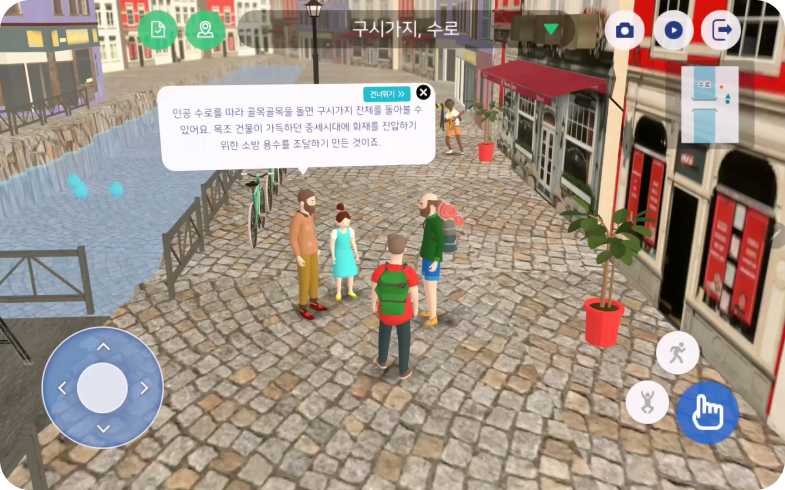 구시가지, 수로
건너뛰기 》
인공 수로를 따라 골목골목을 돌면 구시가지 전체를 돌아볼 수
있어요. 목조 건물이 가득하던 중세시대에 화재를 진압하기
위한 소방 용수를 조달하기 만든 것이죠.
수로